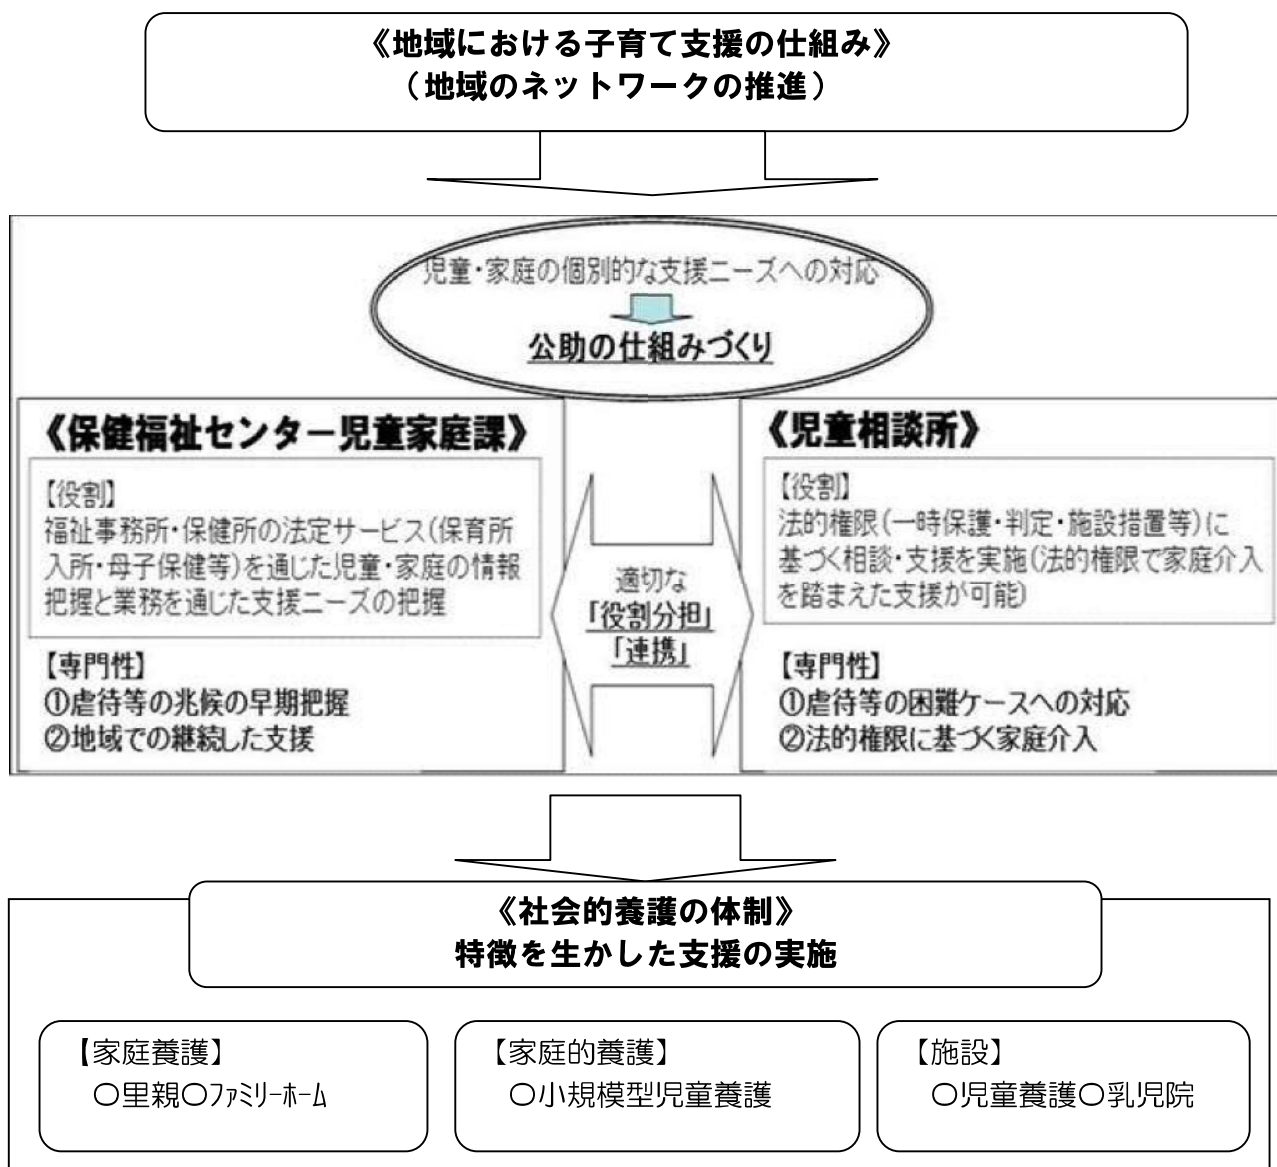 《地域における子育て支援の仕組み》
（地域のネットワークの推進）
児童・家庭の個別的な支援ニーズへの対応
公助の仕組みづくり
《保健福祉センター児童家庭課》
【役割】
福祉事務所・保健所の法定サービス(保育所
入所・母子保健等)を通じた児童・家庭の情報
把握と業務を通じた支援ニーズの把握
【専門性】
①虐待等の兆候の早期把握
②地域での継続した支援
適切な
「役割分担」
「連携」
《児童相談所》
【役割】
法的権限(一時保護・判定・施設措置等)に
基づく相談・支援を実施(法的権限で家庭介入
を踏まえた支援が可能)
【専門性】
①虐待等の困難ケースへの対応
②法的権限に基づく家庭介入
《社会的養護の体制》
特徴を生かした支援の実施
【家庭養護】
○里親○ﾌｧﾐﾘｰﾎｰﾑ
【家庭的養護】
○小規模型児童養護
【施設】
○児童養護○乳児院